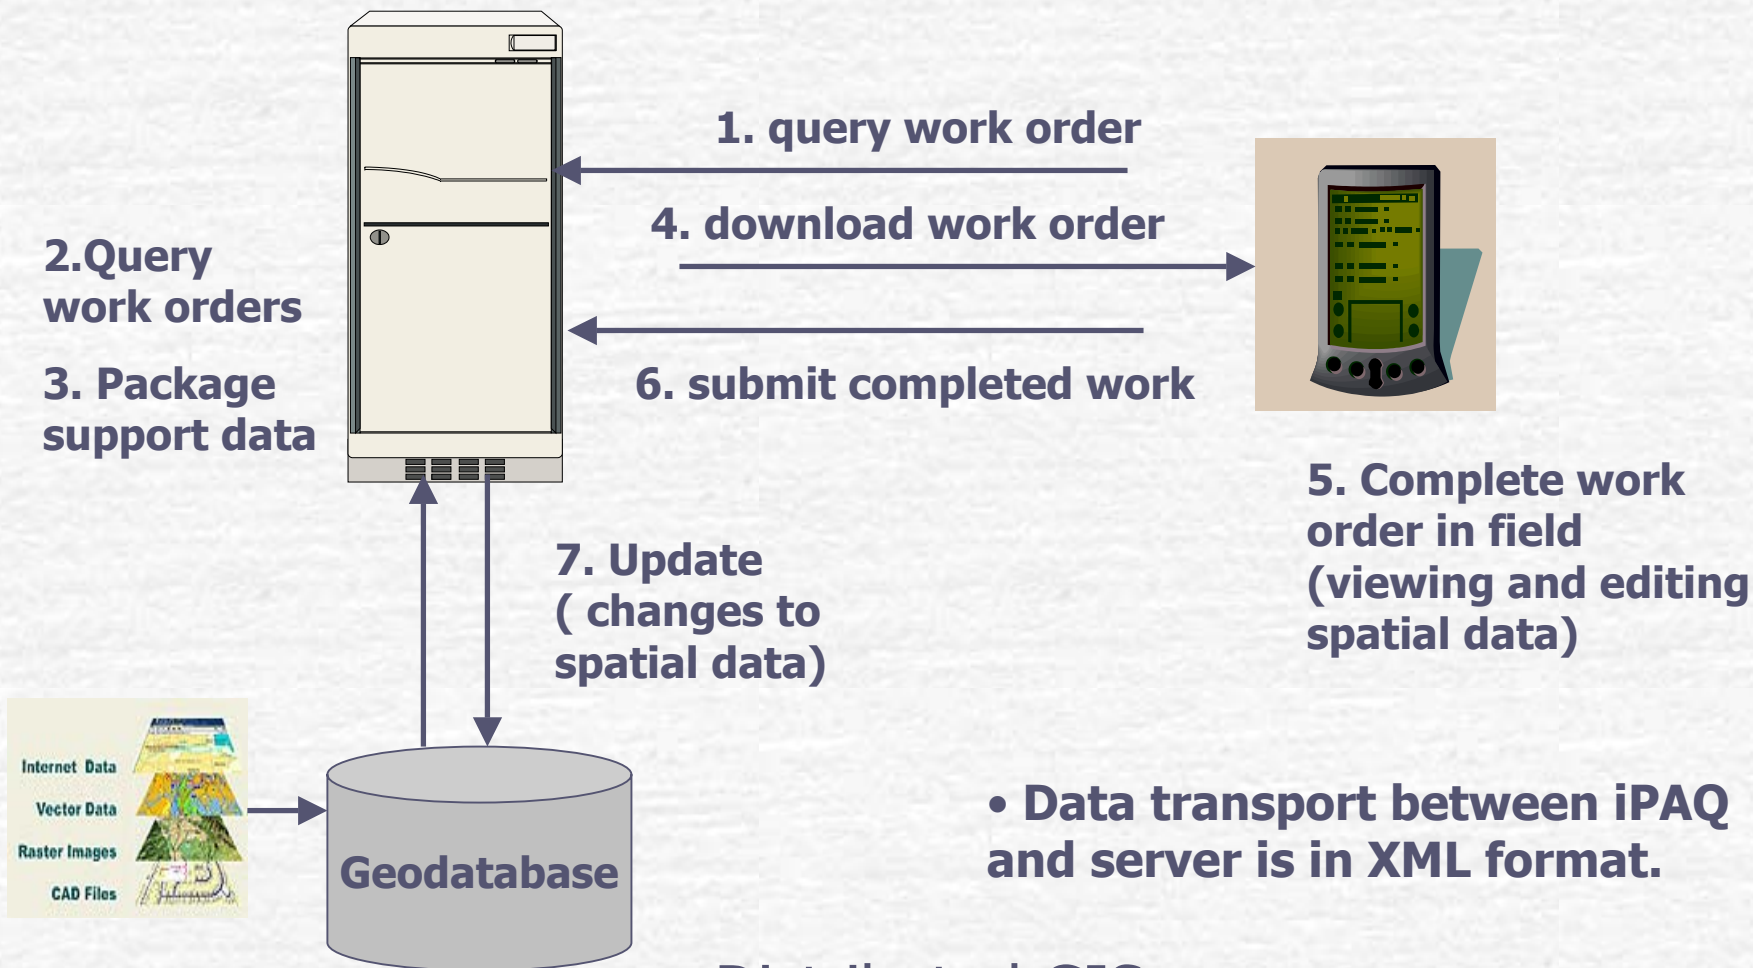 1. query work order
4. download work order
2.Query
work orders
3. Package
support data
6. submit completed work
5. Complete work
order in field
(viewing and editing
spatial data)
7. Update
( changes to
spatial data)
Internet Data
Vector Data
Raster Images
CAD Files
Geodatabase
• Data transport between iPAQ
and server is in XML format.